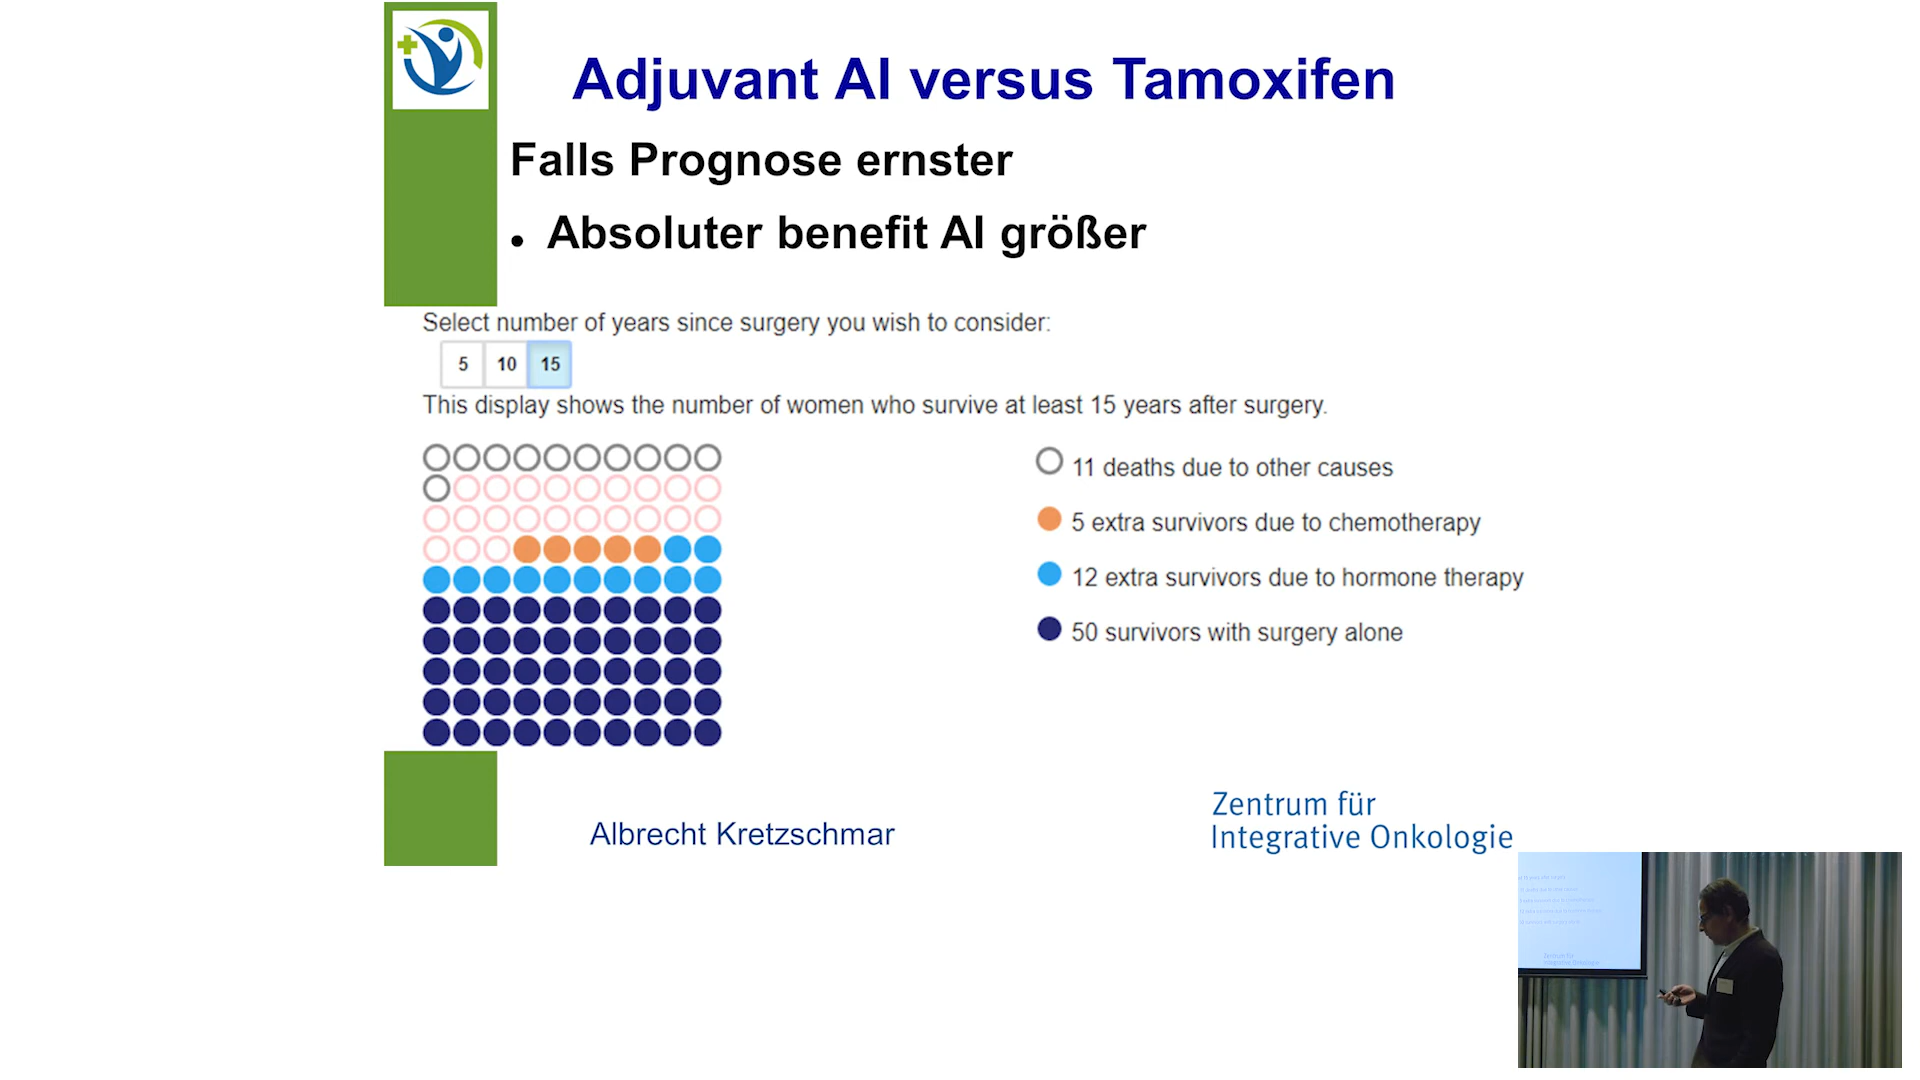 Adjuvant AI versus Tamoxifen
Falls Prognose ernster
• Absoluter benefit AI größer
Select number of years since surgery you wish to consider:
5 10 15
This display shows the number of women who survive at least 15 years after surgery.
11 deaths due to other causes
5 extra survivors due to chemotherapy
12 extra survivors due to hormone therapy
50 survivors with surgery alone
Albrecht Kretzschmar
Zentrum für
Integrative Onkologie